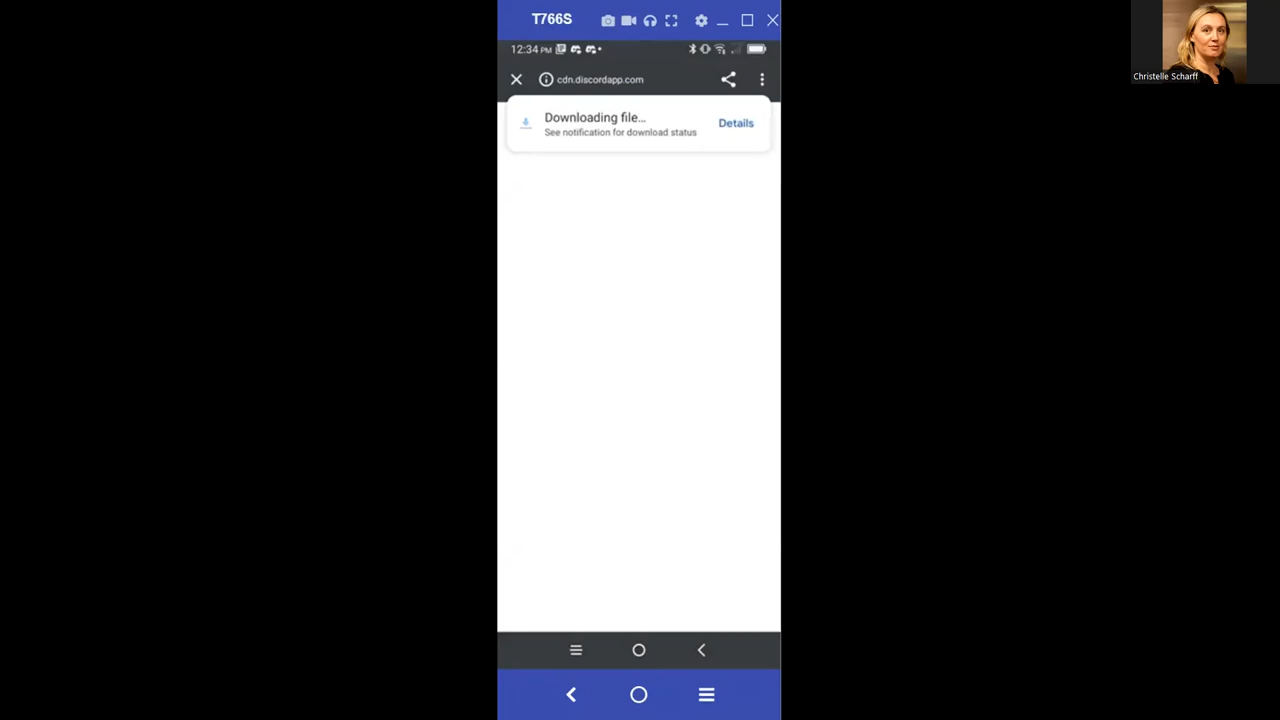 T766S
12:34 PM
cdn.discordapp.com
Downloading file...
See notification for download status
Details
Christelle Scharff